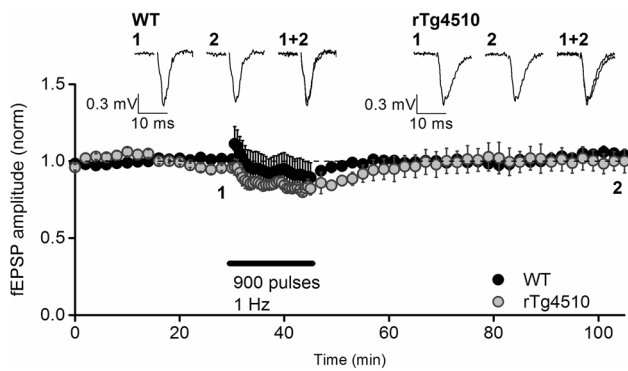 WT
rTg4510
1 2 1+2 1 2 1+2
0.3 mV
10 ms
0.3 mV
10 ms
fEPSP amplitude (norm)
1.5
1.0
0.5
0.0
1
2
900 pulses
1 Hz
WT
rTg4510
0 20 40 60 80 100
Time (min)